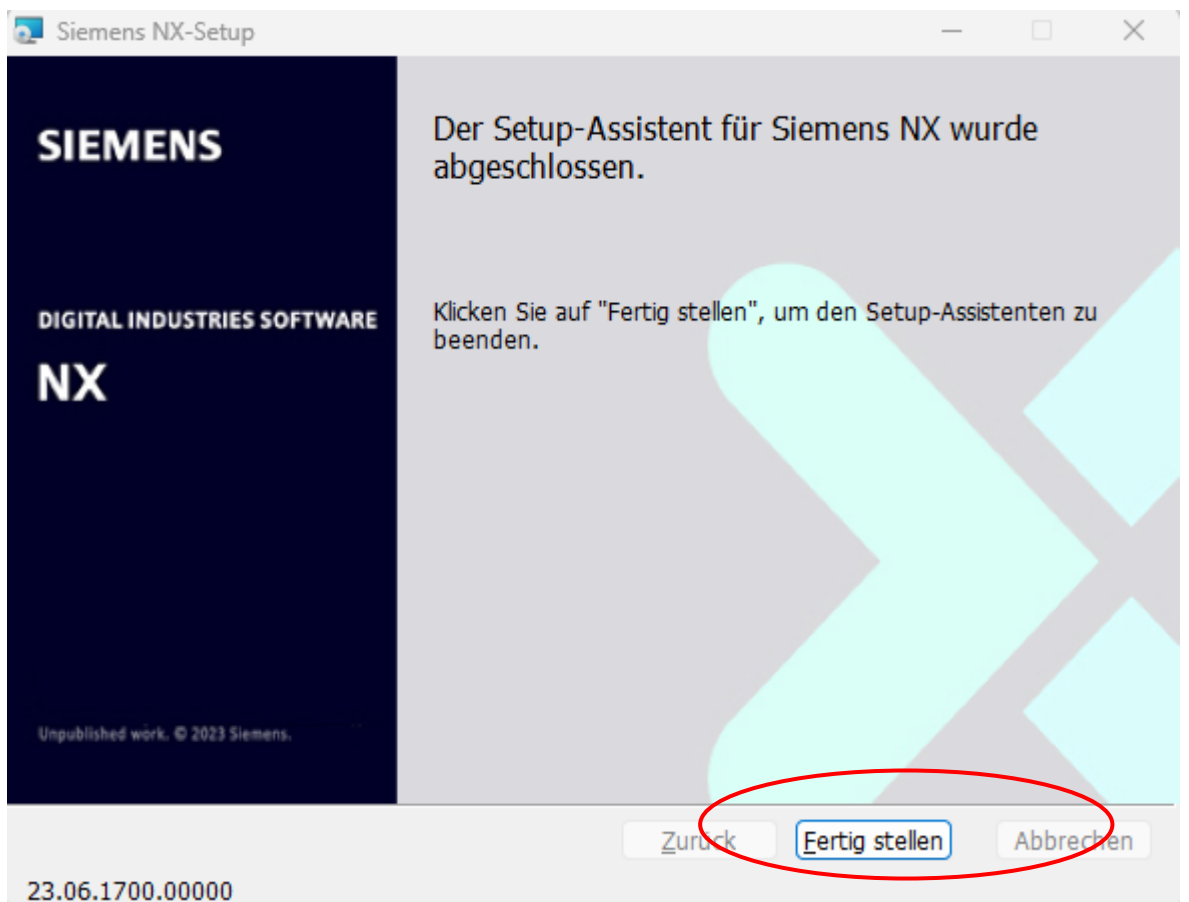 Siemens NX-Setup
SIEMENS
Der Setup-Assistent für Siemens NX wurde
abgeschlossen.
DIGITAL INDUSTRIES SOFTWARE
NX
Klicken Sie auf "Fertig stellen", um den Setup-Assistenten zu
beenden.
Unpublished work. © 2023 Siemens.
Zurück Fertig stellen Abbrechen
23.06.1700.00000